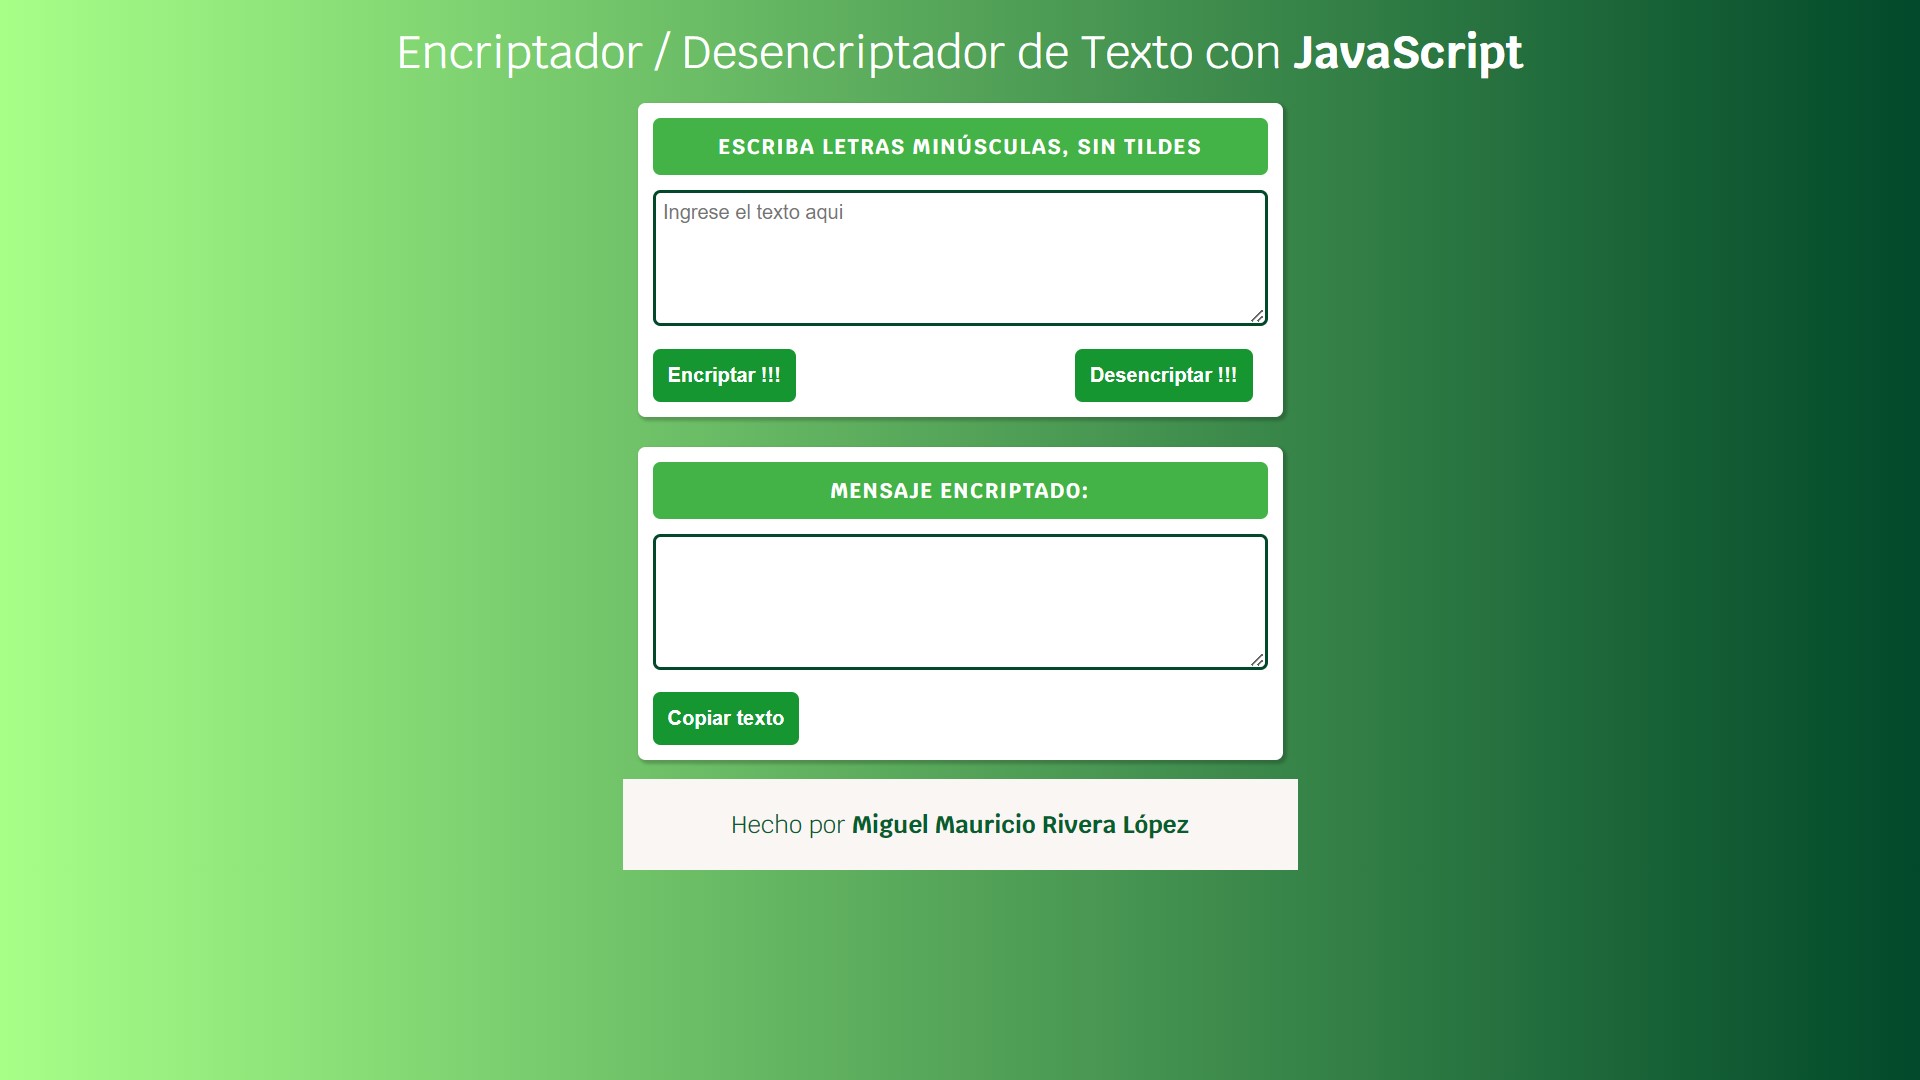 Encriptador / Desencriptador de Texto con JavaScript
ESCRIBA LETRAS MINÚSCULAS, SIN TILDES
Ingrese el texto aqui
Encriptar !!! Desencriptar !!!
MENSAJE ENCRIPTADO:
Copiar texto
Hecho por Miguel Mauricio Rivera López